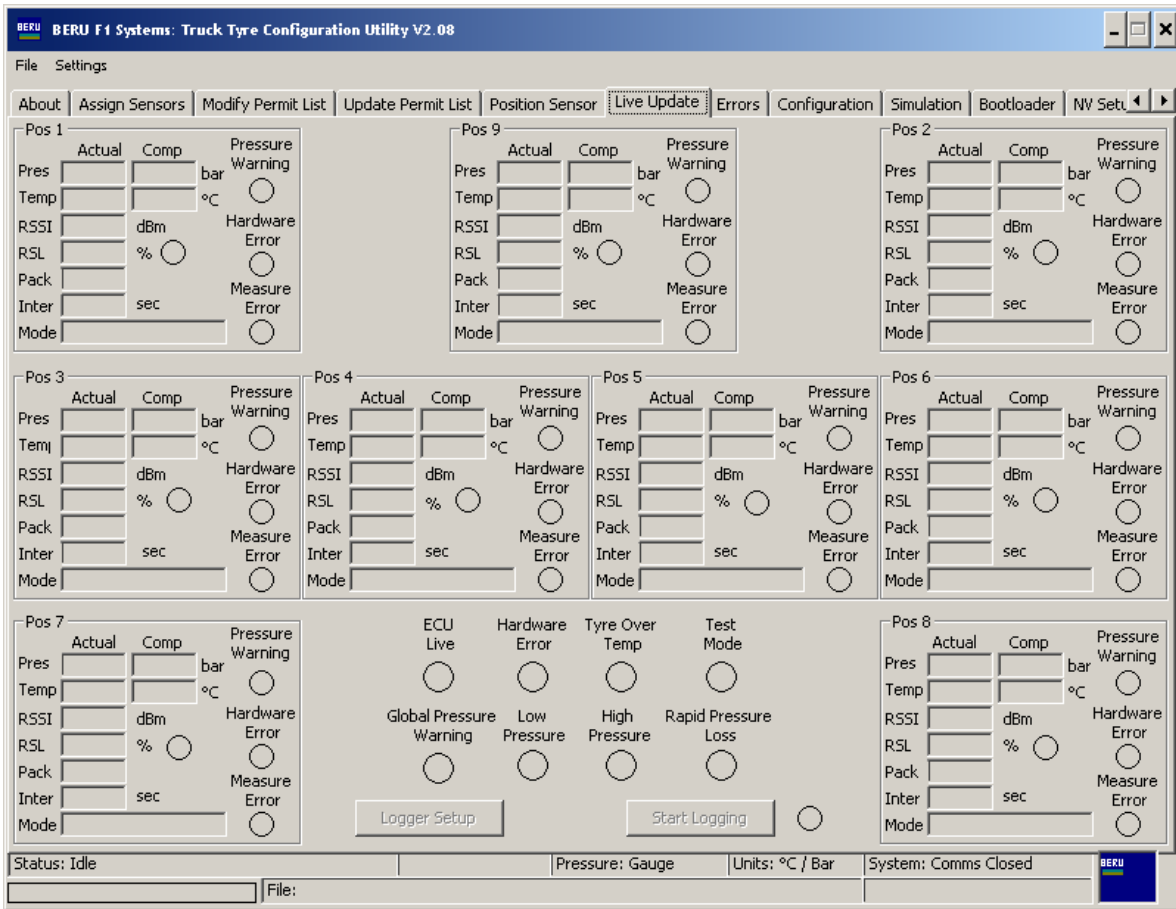 BERU BERU F1 Systems: Truck Tyre Configuration Utility V2.08
File Settings
About Assign Sensors Modify Permit List Update Permit List Position Sensor Live Update Errors Configuration Simulation Bootloader NV Setu
Pos 1
Actual Comp Pressure Warning
Pres bar
Temp °C
RSSI dBm Hardware Error
RSL %
Pack
Inter sec Measure Error
Mode
Pos 9
Actual Comp Pressure Warning
Pres bar
Temp °C
RSSI dBm Hardware Error
RSL %
Pack
Inter sec Measure Error
Mode
Pos 2
Actual Comp Pressure Warning
Pres bar
Temp °C
RSSI dBm Hardware Error
RSL %
Pack
Inter sec Measure Error
Mode
Pos 3
Actual Comp Pressure Warning
Pres bar
Tem °C
RSSI dBm Hardware Error
RSL %
Pack
Inter sec Measure Error
Mode
Pos 4
Actual Comp Pressure Warning
Pres bar
Temp °C
RSSI dBm Hardware Error
RSL %
Pack
Inter sec Measure Error
Mode
Pos 5
Actual Comp Pressure Warning
Pres bar
Temp °C
RSSI dBm Hardware Error
RSL %
Pack
Inter sec Measure Error
Mode
Pos 6
Actual Comp Pressure Warning
Pres bar
Temp °C
RSSI dBm Hardware Error
RSL %
Pack
Inter sec Measure Error
Mode
Pos 7
Actual Comp Pressure Warning
Pres bar
Temp °C
RSSI dBm Hardware Error
RSL %
Pack
Inter sec Measure Error
Mode
ECU Live Hardware Error Tyre Over Temp Test Mode
Global Pressure Warning Low Pressure High Pressure Rapid Pressure Loss
Logger Setup Start Logging
Pos 8
Actual Comp Pressure Warning
Pres bar
Temp °C
RSSI dBm Hardware Error
RSL %
Pack
Inter sec Measure Error
Mode
Status: Idle Pressure: Gauge Units: °C / Bar System: Comms Closed BERU
File: